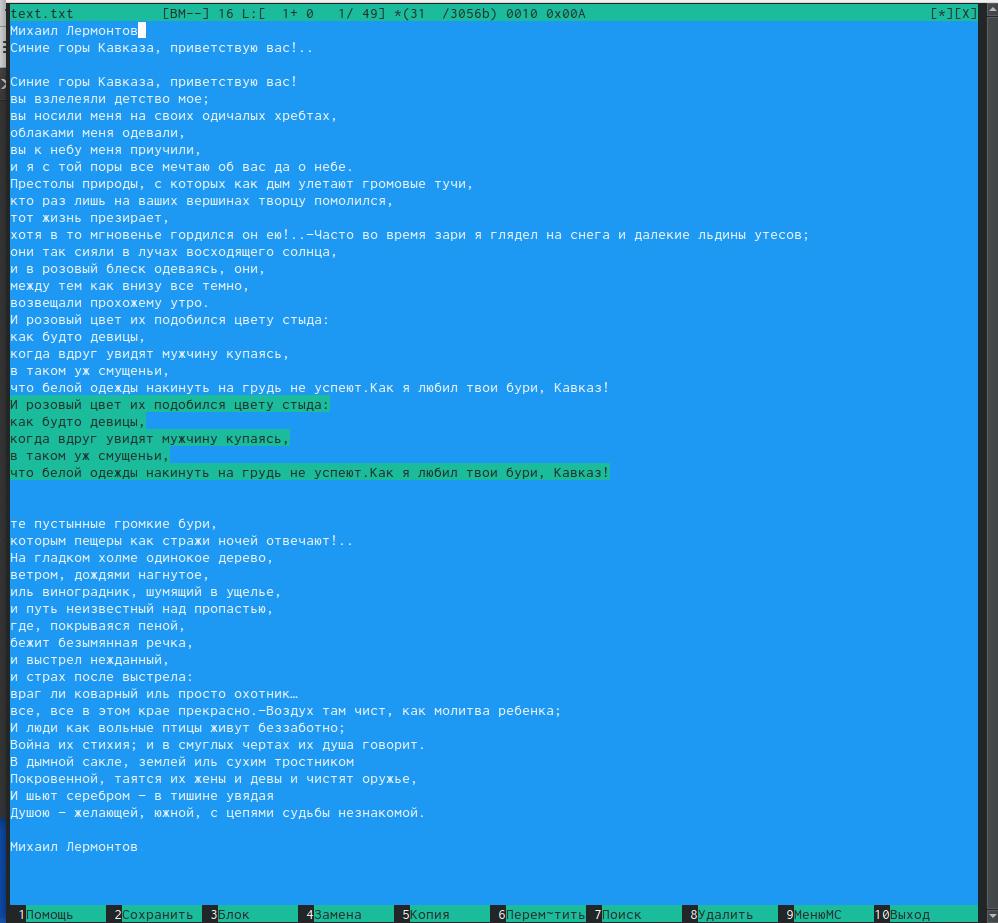 text.txt [BM--] 16 L:[ 1+ 0 1/ 49] *(31 /3056b) 0010 0x00A [*][X]
Михаил Лермонтов
Синие горы Кавказа, приветствую вас!..
Синие горы Кавказа, приветствую вас!
вы взлелеяли детство мое;
вы носили меня на своих одичалых хребтах,
облаками меня одевали,
вы к небу меня приучили,
и я с той поры все мечтаю об вас да о небе.
Престолы природы, с которых как дым улетают громовые тучи,
кто раз лишь на ваших вершинах творцу помолился,
тот жизнь презирает,
хотя в то мгновенье гордился он ею!..—Часто во время зари я глядел на снега и далекие льдины утесов;
они так сияли в лучах восходящего солнца,
и в розовый блеск одеваясь, они,
между тем как внизу все темно,
возвещали прохожему утро.
И розовый цвет их подобился цвету стыда:
как будто девицы,
когда вдруг увидят мужчину купаясь,
в таком уж смущеньи,
что белой одежды накинуть на грудь не успеют.Как я любил твои бури, Кавказ!
И розовый цвет их подобился цвету стыда:
как будто девицы,
когда вдруг увидят мужчину купаясь,
в таком уж смущеньи,
что белой одежды накинуть на грудь не успеют.Как я любил твои бури, Кавказ!
те пустынные громкие бури,
которым пещеры как стражи ночей отвечают!..
На гладком холме одинокое дерево,
ветром, дождями нагнутое,
иль виноградник, шумящий в ущелье,
и путь неизвестный над пропастью,
где, покрываяся пеной,
бежит безымянная речка,
и выстрел нежданный,
и страх после выстрела:
враг ли коварный иль просто охотник…
все, все в этом крае прекрасно.—Воздух там чист, как молитва ребенка;
И люди как вольные птицы живут беззаботно;
Война их стихия; и в смуглых чертах их душа говорит.
В дымной сакле, землей иль сухим тростником
Покровенной, таятся их жены и девы и чистят оружье,
И шьют серебром — в тишине увядая
Душою — желающей, южной, с цепями судьбы незнакомой.
Михаил Лермонтов
1Помощь 2Сохранить 3Блок 4Замена 5Копия 6Перем~тить 7Поиск 8Удалить 9МенюMC 10Выход